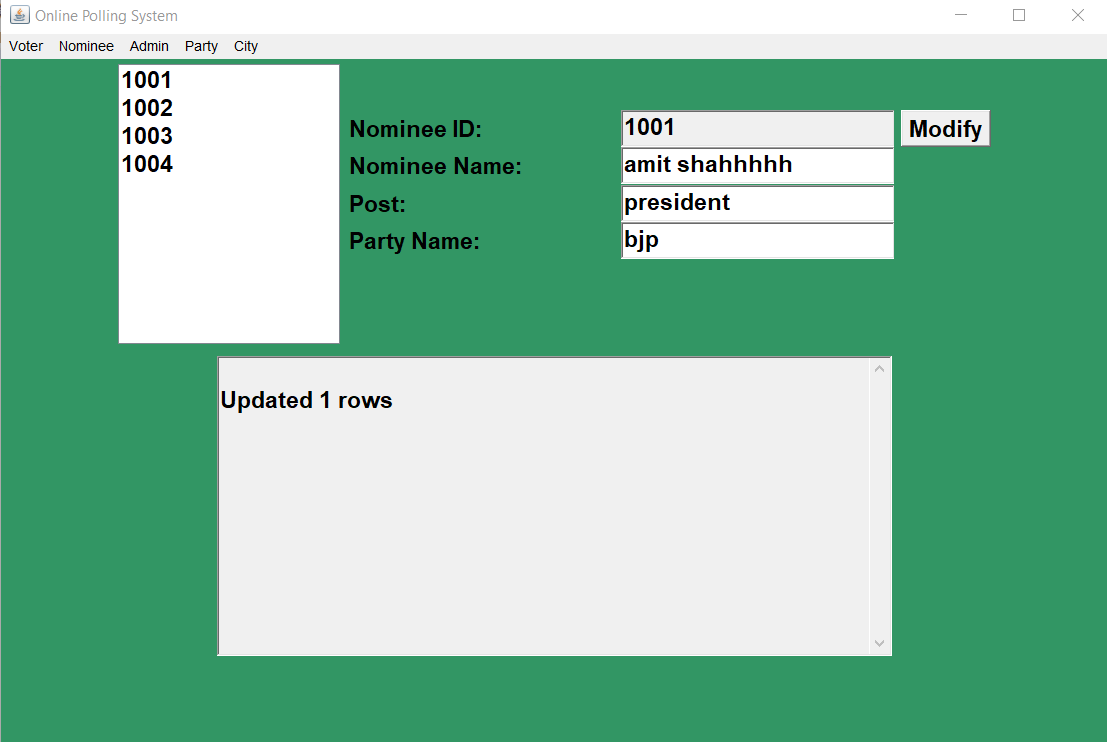 Online Polling System
Voter Nominee Admin Party City
1001
1002
1003
1004
Nominee ID: 1001 Modify
Nominee Name: amit shahhhhh
Post: president
Party Name: bjp
Updated 1 rows